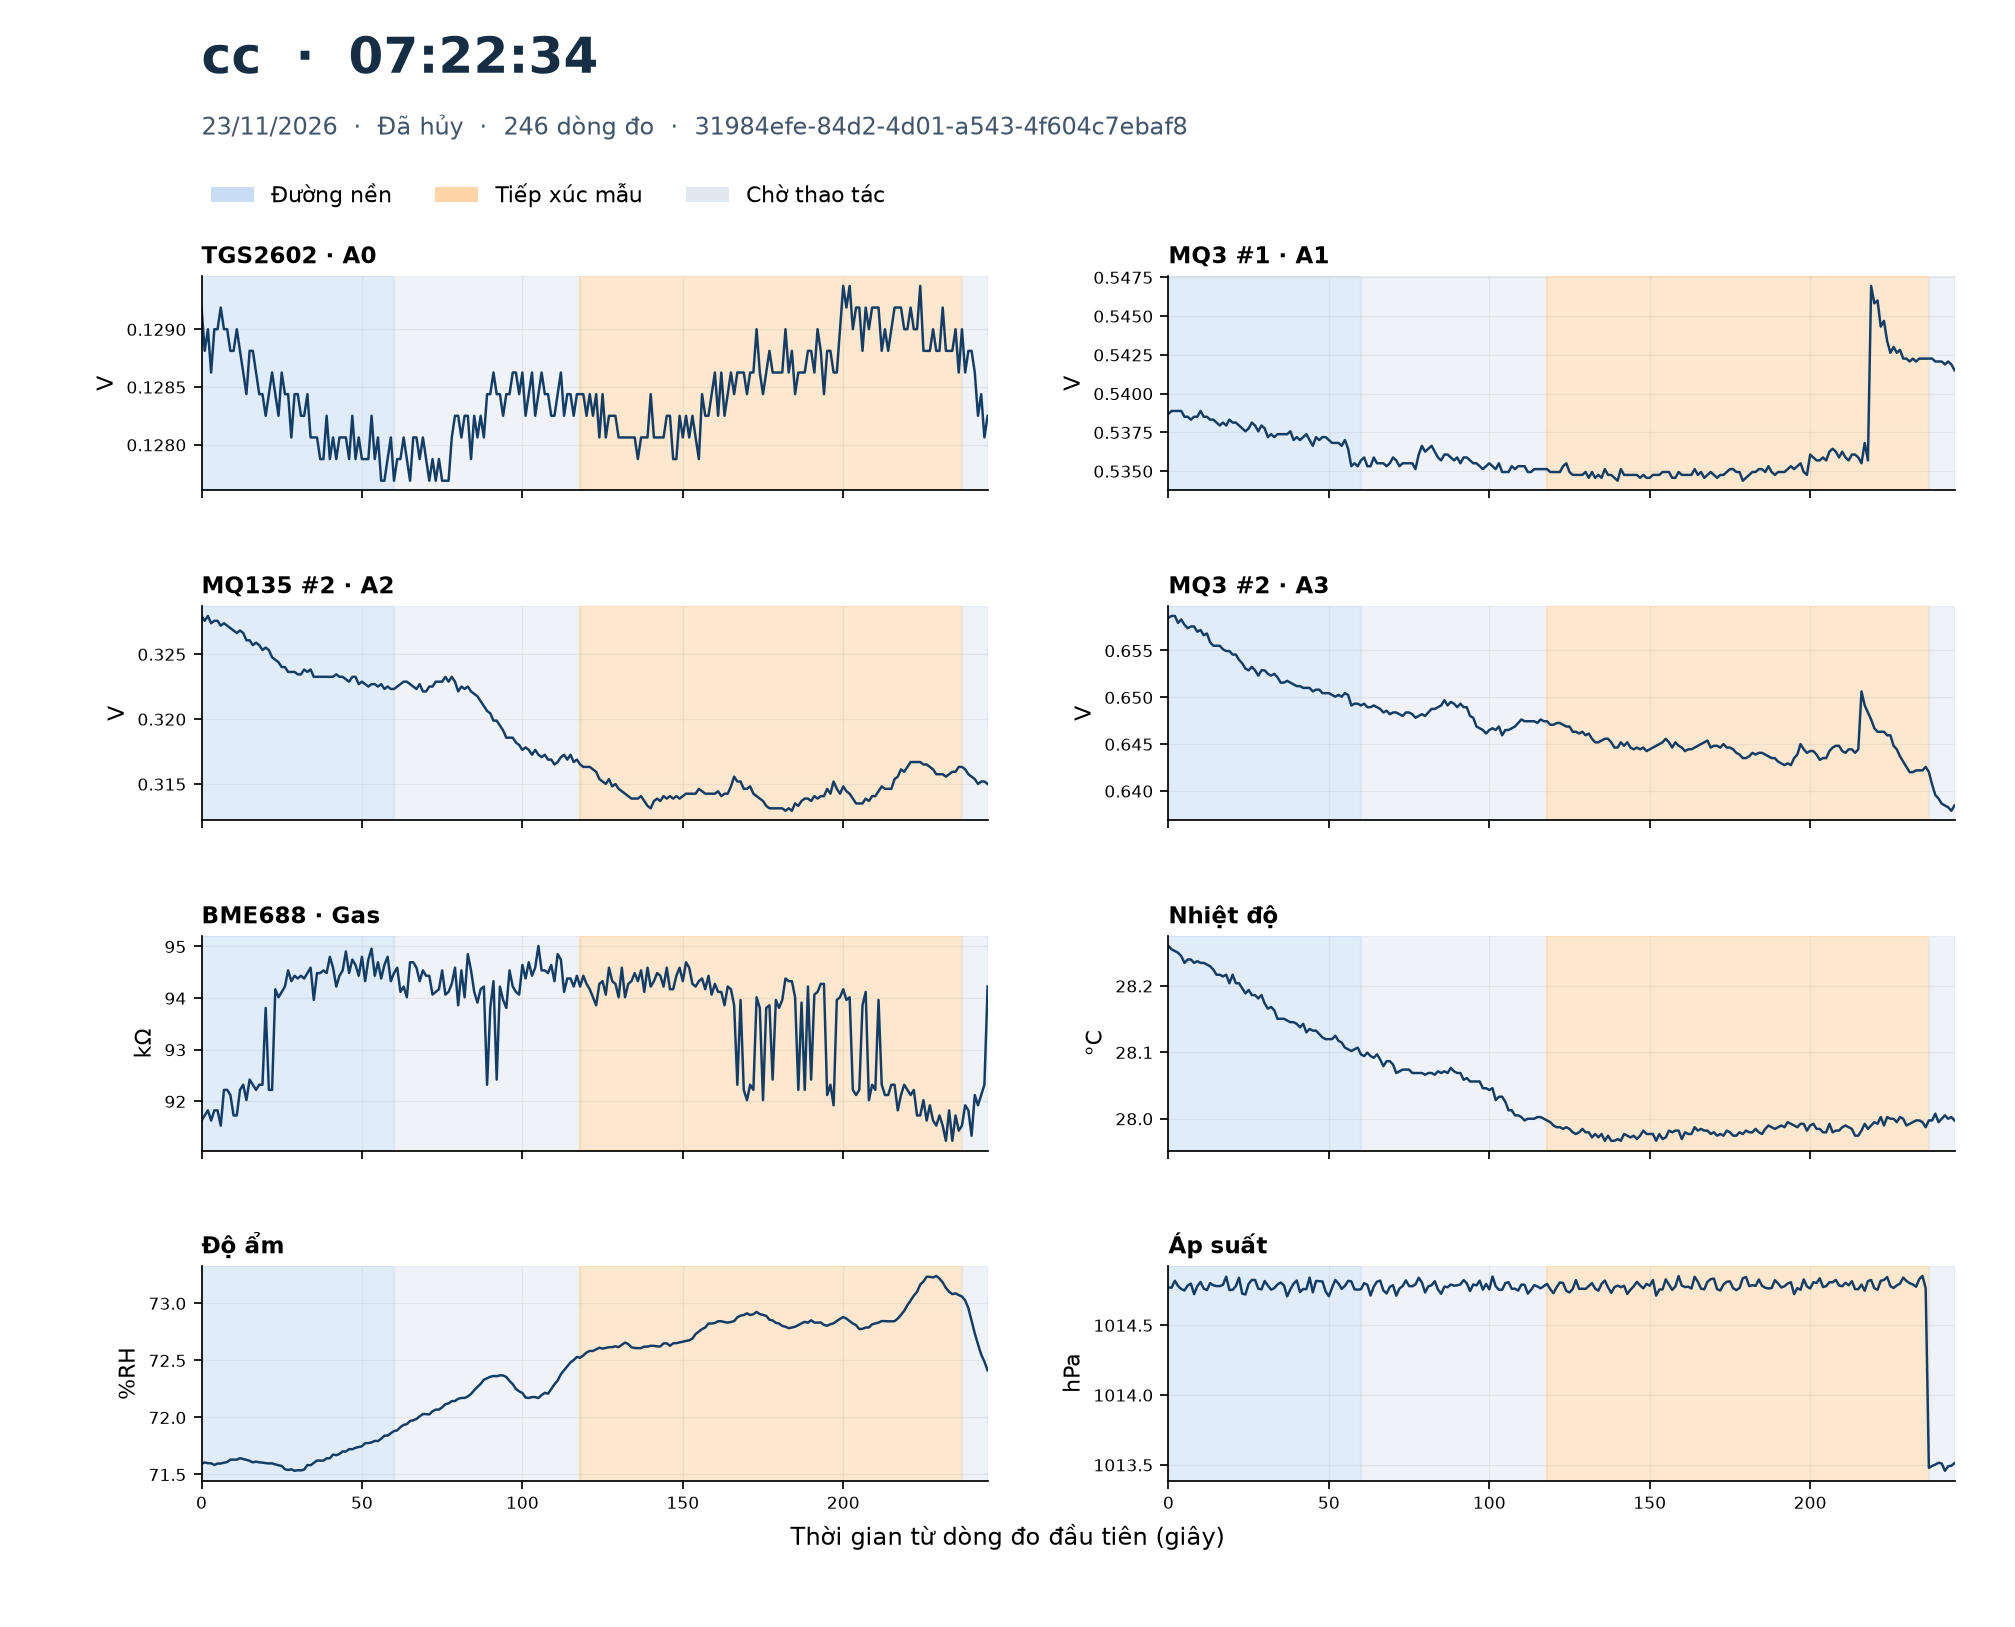 cc · 07:22:34
23/11/2026 · Đã hủy · 246 dòng đo · 31984efe-84d2-4d01-a543-4f604c7ebaf8
Đường nền Tiếp xúc mẫu Chờ thao tác
TGS2602 · A0
V
0.1290
0.1285
0.1280
MQ3 #1 · A1
V
0.5475
0.5450
0.5425
0.5400
0.5375
0.5350
MQ135 #2 · A2
V
0.325
0.320
0.315
MQ3 #2 · A3
V
0.655
0.650
0.645
0.640
BME688 · Gas
kΩ
95
94
93
92
Nhiệt độ
°C
28.2
28.1
28.0
Độ ẩm
%RH
73.0
72.5
72.0
71.5
0 50 100 150 200
Áp suất
hPa
1014.5
1014.0
1013.5
0 50 100 150 200
Thời gian từ dòng đo đầu tiên (giây)